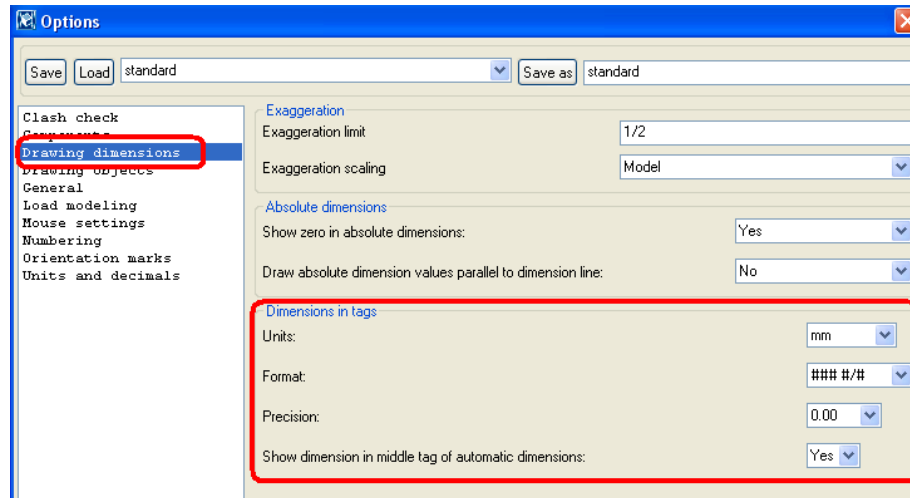 Options
Save Load standard Save as standard
Clash check
Components
Drawing dimensions
Drawing objects
General
Load modeling
Mouse settings
Numbering
Orientation marks
Units and decimals
Exaggeration
Exaggeration limit 1/2
Exaggeration scaling Model
Absolute dimensions
Show zero in absolute dimensions: Yes
Draw absolute dimension values parallel to dimension line: No
Dimensions in tags
Units: mm
Format: ### #/#
Precision: 0.00
Show dimension in middle tag of automatic dimensions: Yes